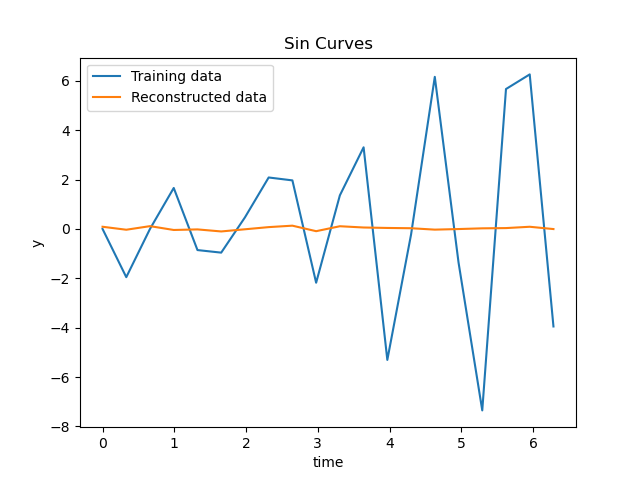 Sin Curves
Training data
Reconstructed data
6
4
2
0
−2
−4
−6
−8
y
0 1 2 3 4 5 6
time